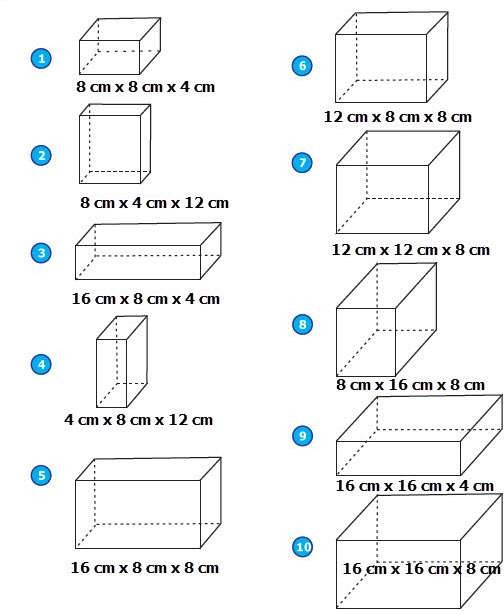 1
8 cm x 8 cm x 4 cm
2
8 cm x 4 cm x 12 cm
3
16 cm x 8 cm x 4 cm
4
4 cm x 8 cm x 12 cm
5
16 cm x 8 cm x 8 cm
6
12 cm x 8 cm x 8 cm
7
12 cm x 12 cm x 8 cm
8
8 cm x 16 cm x 8 cm
9
16 cm x 16 cm x 4 cm
10
16 cm x 16 cm x 8 cm